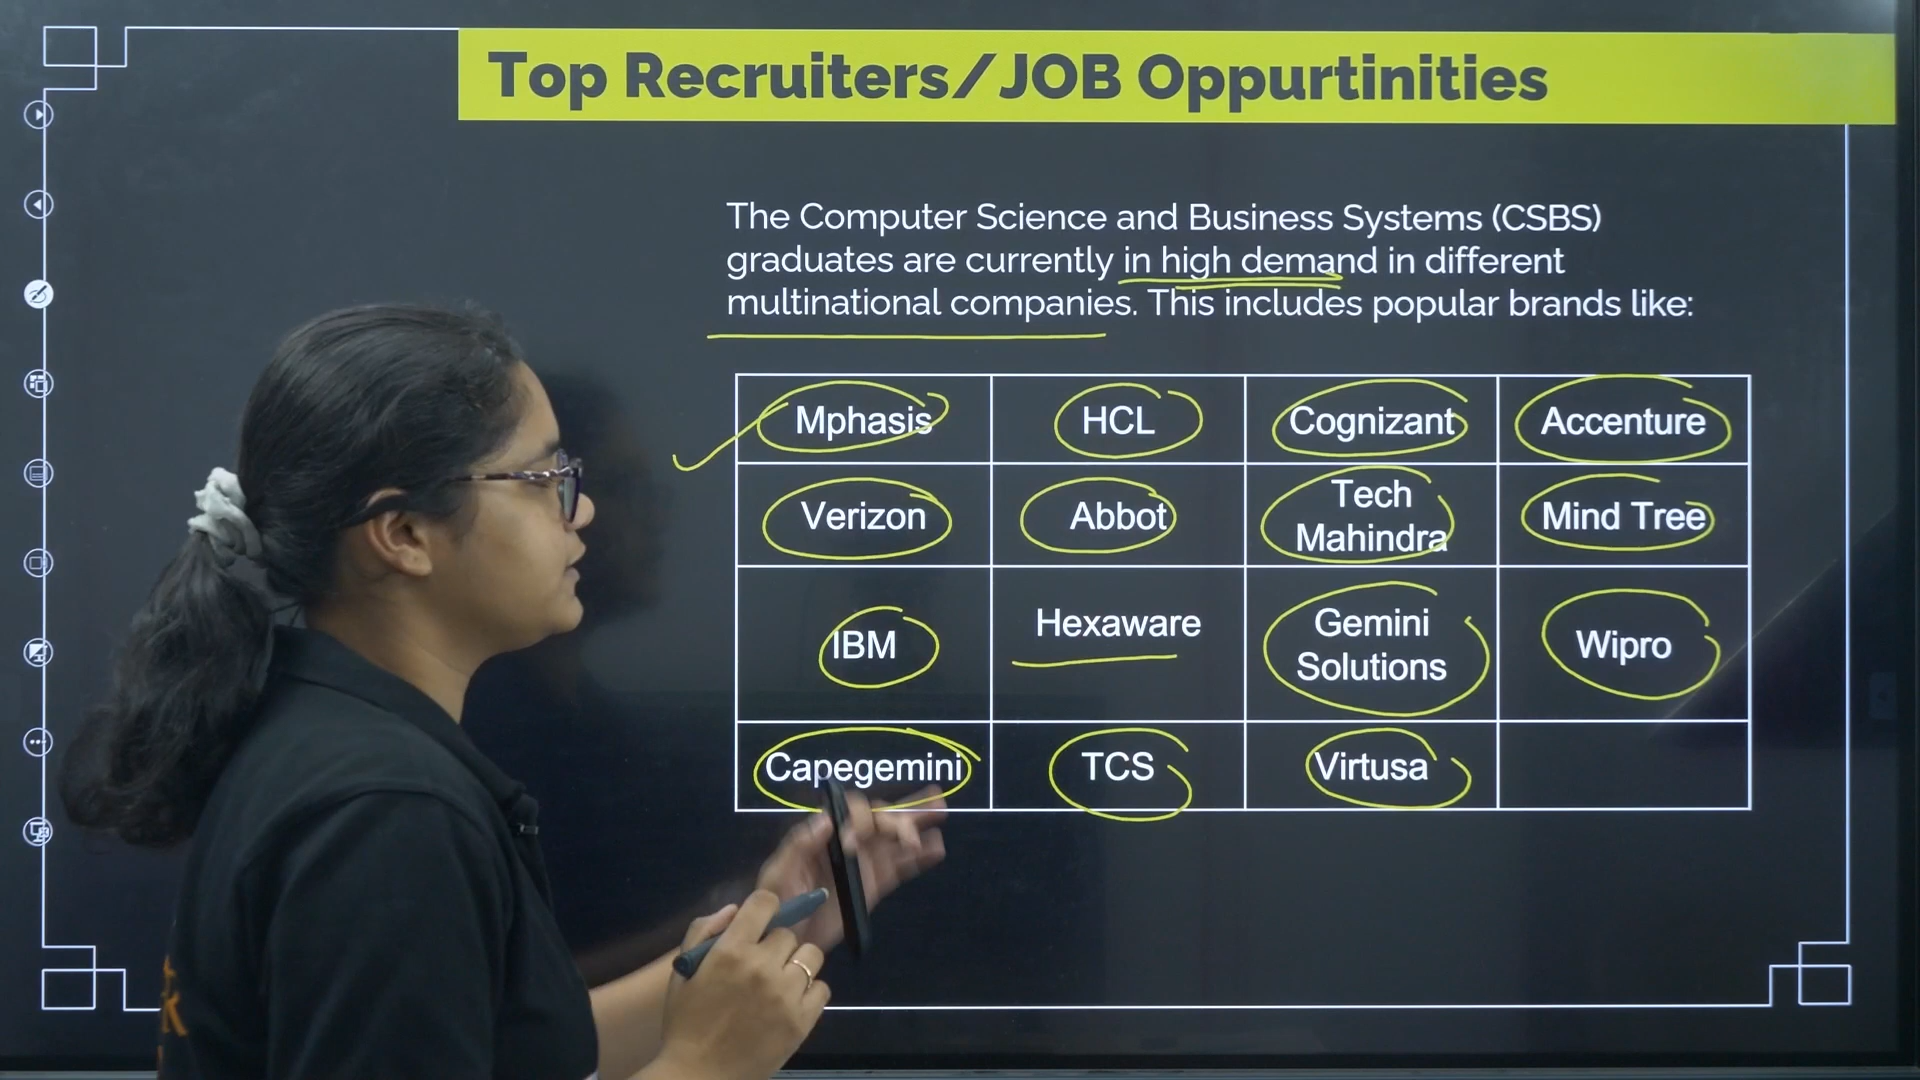 Top Recruiters/JOB Oppurtinities
The Computer Science and Business Systems (CSBS)
graduates are currently in high demand in different
multinational companies. This includes popular brands like:
Mphasis HCL Cognizant Accenture
Verizon Abbot Tech Mahindra Mind Tree
IBM Hexaware Gemini Solutions Wipro
Capegemini TCS Virtusa